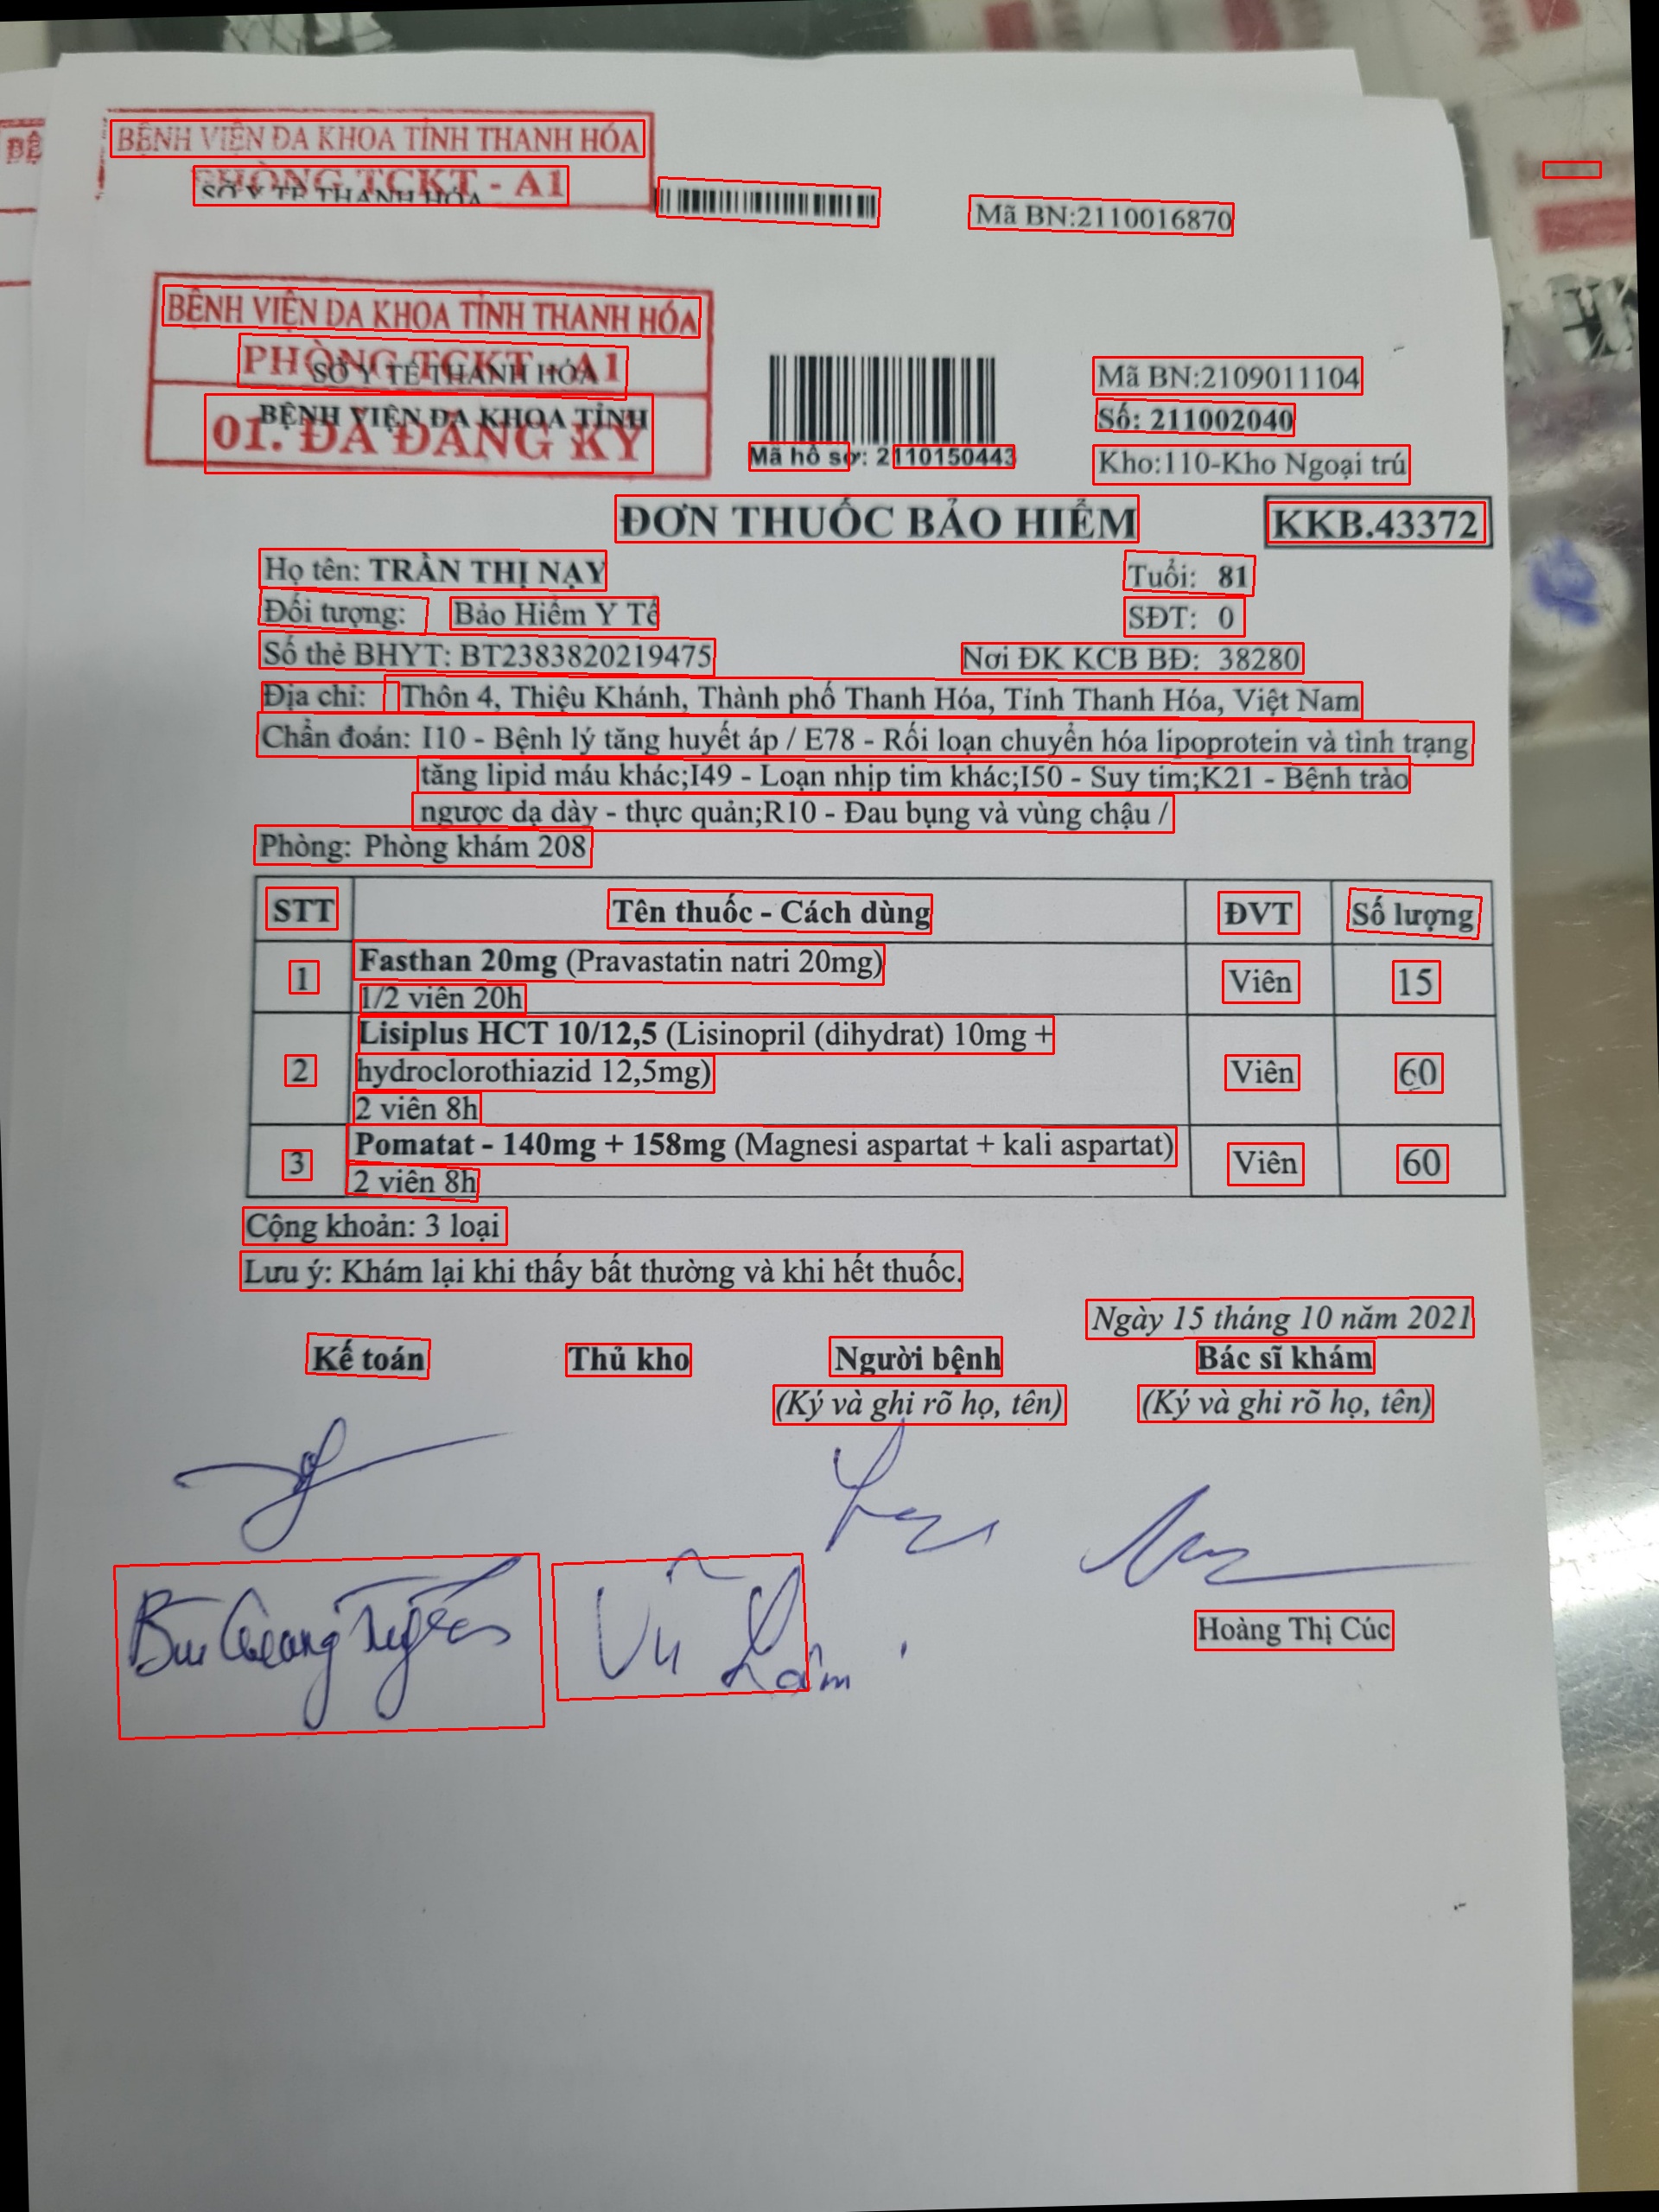 BỆNH VIỆN ĐA KHOA TỈNH THANH HÓA
PHÒNG TCKT - A1
SỞ Y TẾ THANH HÓA
Mã BN:2110016870
BỆNH VIỆN ĐA KHOA TỈNH THANH HÓA
PHÒNG TCKT - A1
SỞ Y TẾ THANH HÓA
BỆNH VIỆN ĐA KHOA TỈNH
01. ĐÃ ĐĂNG KÝ
Mã hồ sơ: 2110150443
Mã BN:2109011104
Số: 211002040
Kho:110-Kho Ngoại trú
ĐƠN THUỐC BẢO HIỂM
KKB.43372
Họ tên: TRẦN THỊ NẠY Tuổi: 81
Đối tượng: Bảo Hiểm Y Tế SĐT: 0
Số thẻ BHYT: BT2383820219475 Nơi ĐK KCB BĐ: 38280
Địa chỉ: Thôn 4, Thiệu Khánh, Thành phố Thanh Hóa, Tỉnh Thanh Hóa, Việt Nam
Chẩn đoán: I10 - Bệnh lý tăng huyết áp / E78 - Rối loạn chuyển hóa lipoprotein và tình trạng
tăng lipid máu khác;I49 - Loạn nhịp tim khác;I50 - Suy tim;K21 - Bệnh trào
ngược dạ dày - thực quản;R10 - Đau bụng và vùng chậu /
Phòng: Phòng khám 208
STT Tên thuốc - Cách dùng ĐVT Số lượng
1 Fasthan 20mg (Pravastatin natri 20mg) Viên 15
1/2 viên 20h
2 Lisiplus HCT 10/12,5 (Lisinopril (dihydrat) 10mg +
hydroclorothiazid 12,5mg) Viên 60
2 viên 8h
3 Pomatat - 140mg + 158mg (Magnesi aspartat + kali aspartat) Viên 60
2 viên 8h
Cộng khoản: 3 loại
Lưu ý: Khám lại khi thấy bất thường và khi hết thuốc.
Ngày 15 tháng 10 năm 2021
Kế toán Thủ kho Người bệnh Bác sĩ khám
(Ký và ghi rõ họ, tên) (Ký và ghi rõ họ, tên)
Vũ Lâm
Hoàng Thị Cúc